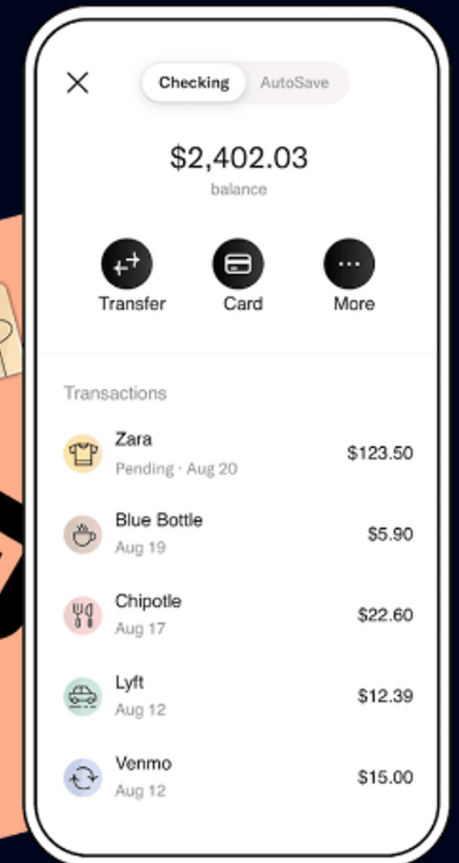 Checking AutoSave
$2,402.03
balance
Transfer Card More
Transactions
Zara
$123.50
Pending · Aug 20
Blue Bottle
$5.90
Aug 19
Chipotle
$22.60
Aug 17
Lyft
$12.39
Aug 12
Venmo
$15.00
Aug 12